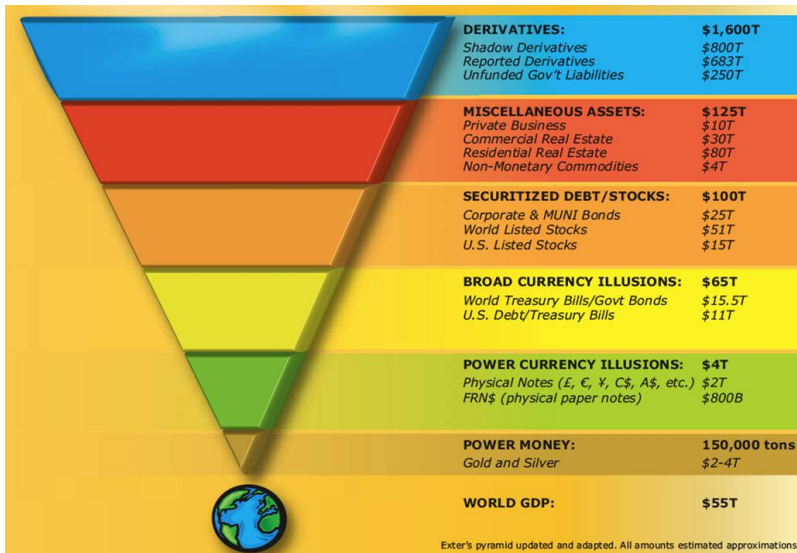 DERIVATIVES: $1,600T
Shadow Derivatives $800T
Reported Derivatives $683T
Unfunded Gov't Liabilities $250T
MISCELLANEOUS ASSETS: $125T
Private Business $10T
Commercial Real Estate $30T
Residential Real Estate $80T
Non-Monetary Commodities $4T
SECURITIZED DEBT/STOCKS: $100T
Corporate & MUNI Bonds $25T
World Listed Stocks $51T
U.S. Listed Stocks $15T
BROAD CURRENCY ILLUSIONS: $65T
World Treasury Bills/Govt Bonds $15.5T
U.S. Debt/Treasury Bills $11T
POWER CURRENCY ILLUSIONS: $4T
Physical Notes (£, €, ¥, C$, A$, etc.) $2T
FRN$ (physical paper notes) $800B
POWER MONEY: 150,000 tons
Gold and Silver $2-4T
WORLD GDP: $55T
Exter's pyramid updated and adapted. All amounts estimated approximations